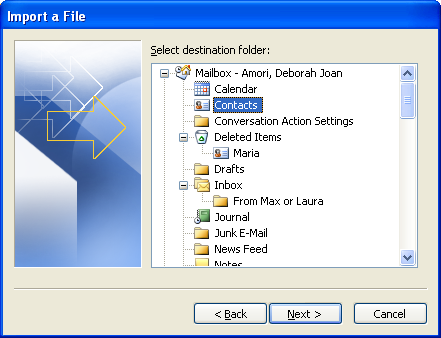 Import a File
Select destination folder:
Mailbox - Amori, Deborah Joan
Calendar
Contacts
Conversation Action Settings
Deleted Items
Maria
Drafts
Inbox
From Max or Laura
Journal
Junk E-Mail
News Feed
Notes
< Back
Next >
Cancel